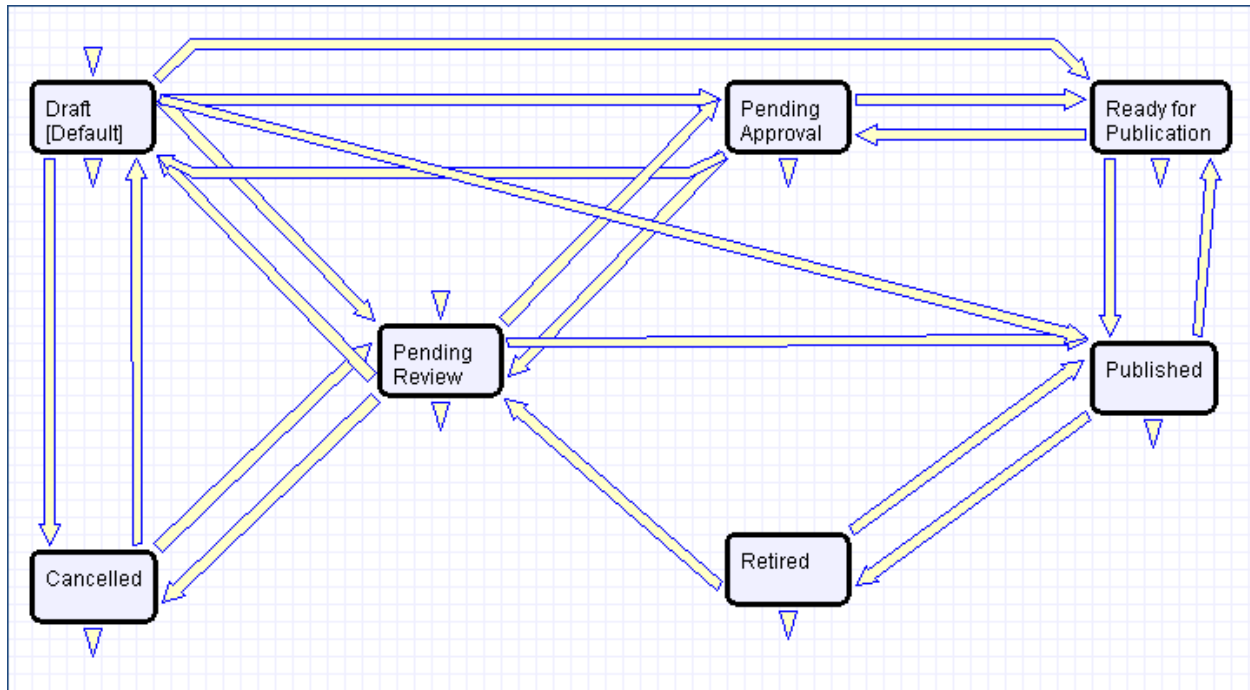 Draft
[Default]
Pending
Approval
Ready for
Publication
Pending
Review
Published
Cancelled
Retired